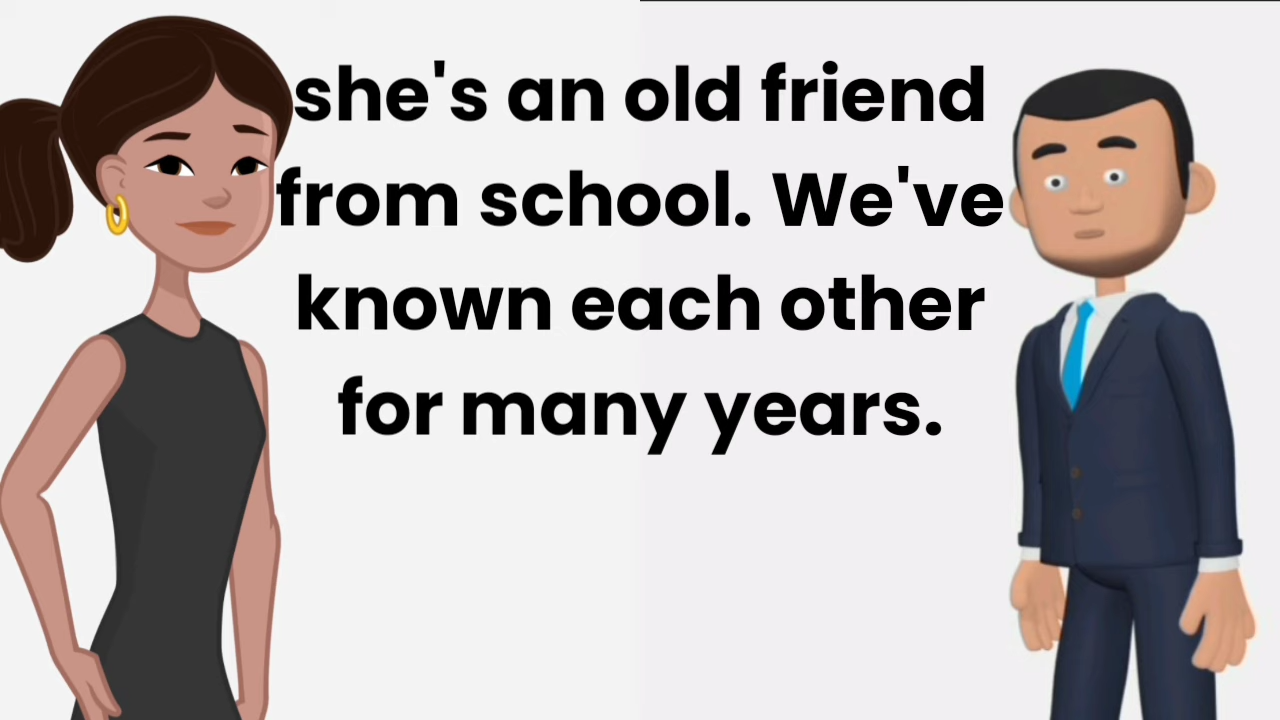 she's an old friend
from school. We've
known each other
for many years.